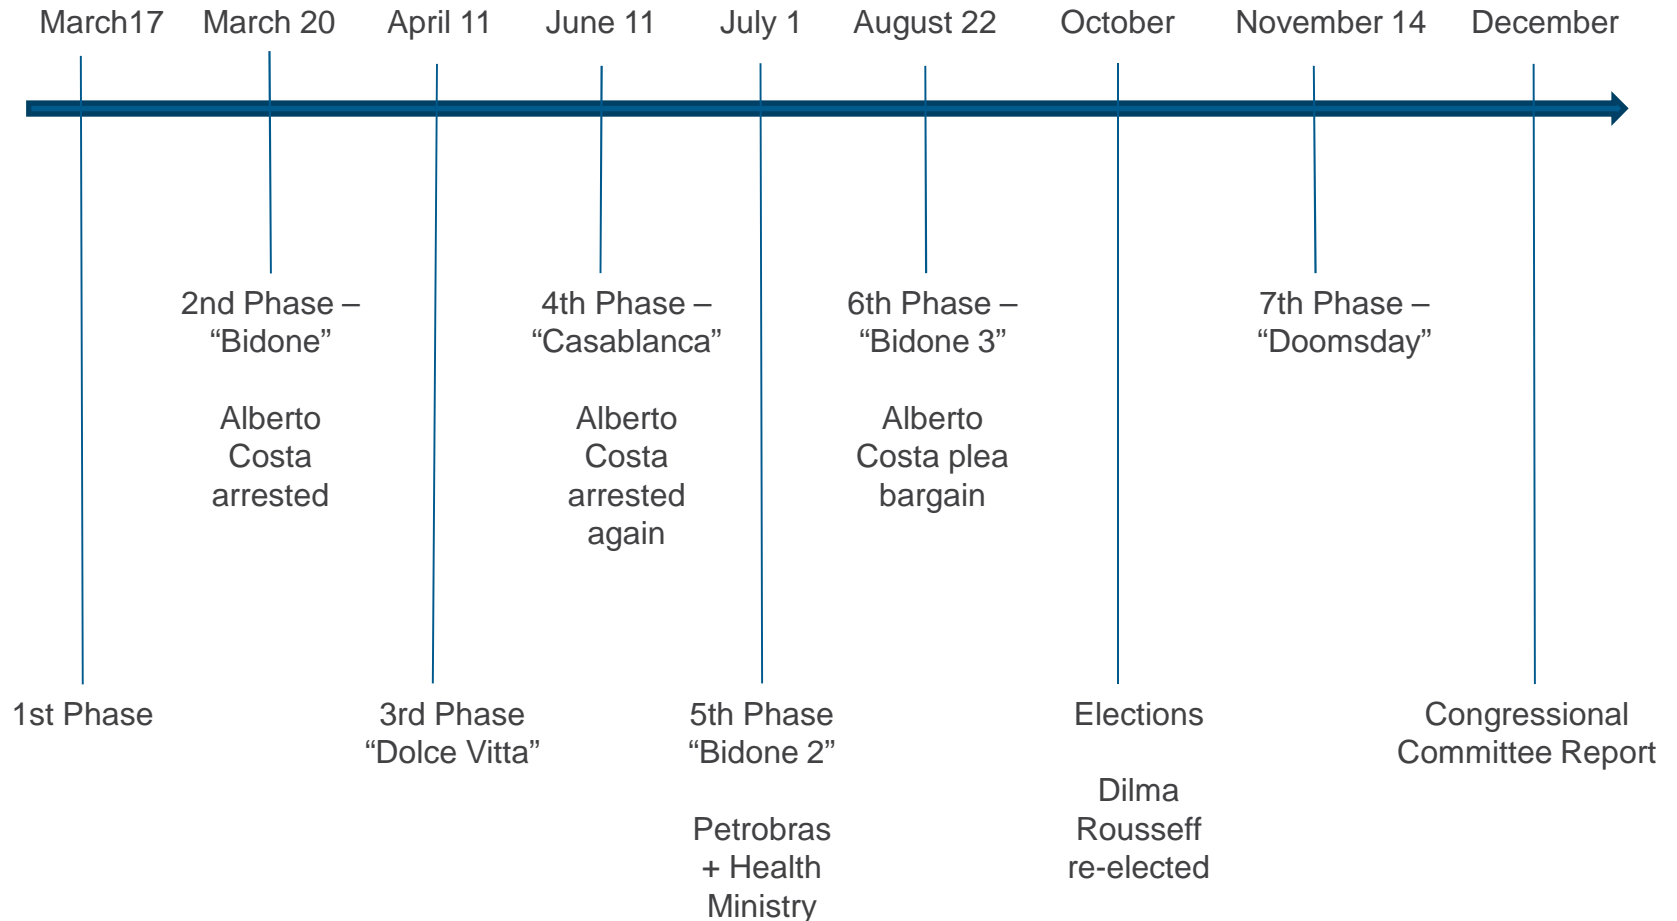 March17
March 20
April 11
June 11
July 1
August 22
October
November 14
December
2nd Phase –
“Bidone”
Alberto
Costa
arrested
4th Phase –
“Casablanca”
Alberto
Costa
arrested
again
6th Phase –
“Bidone 3”
Alberto
Costa plea
bargain
7th Phase –
“Doomsday”
1st Phase
3rd Phase
“Dolce Vitta”
5th Phase
“Bidone 2”
Petrobras
+ Health
Ministry
Elections
Dilma
Rousseff
re-elected
Congressional
Committee Report